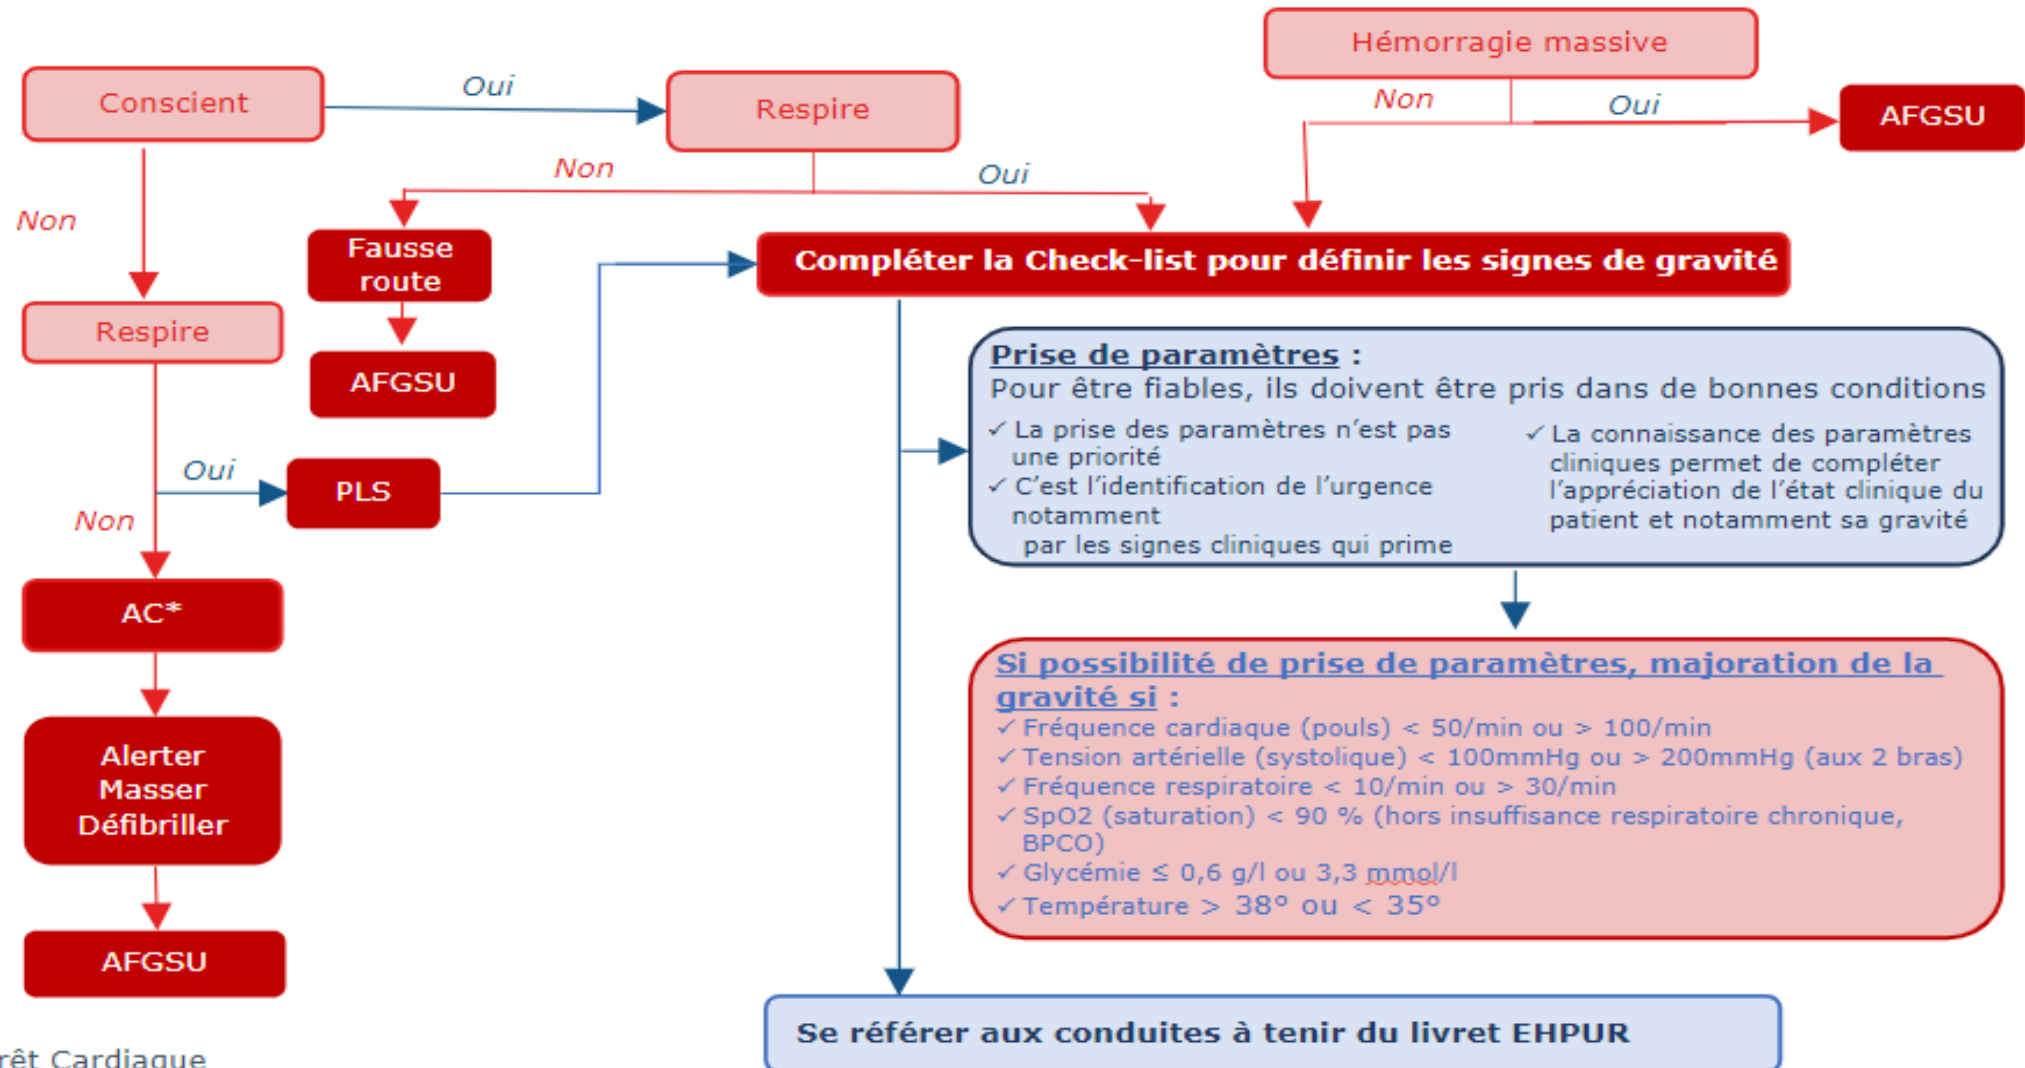 Hémorragie massive
Conscient
Oui
Respire
Non
Oui
AFGSU
Non
Oui
Non
Fausse
route
Compléter la Check-list pour définir les signes de gravité
Respire
AFGSU
Prise de paramètres :
Pour être fiables, ils doivent être pris dans de bonnes conditions
✓ La prise des paramètres n’est pas
une priorité
✓ C’est l’identification de l’urgence
notamment
par les signes cliniques qui prime
✓ La connaissance des paramètres
cliniques permet de compléter
l’appréciation de l’état clinique du
patient et notamment sa gravité
Oui
PLS
Non
AC*
Si possibilité de prise de paramètres, majoration de la
gravité si :
✓ Fréquence cardiaque (pouls) < 50/min ou > 100/min
✓ Tension artérielle (systolique) < 100mmHg ou > 200mmHg (aux 2 bras)
✓ Fréquence respiratoire < 10/min ou > 30/min
✓ SpO2 (saturation) < 90 % (hors insuffisance respiratoire chronique,
BPCO)
✓ Glycémie ≤ 0,6 g/l ou 3,3 mmol/l
✓ Température > 38° ou < 35°
Alerter
Masser
Défibriller
AFGSU
Se référer aux conduites à tenir du livret EHPUR
rêt Cardiaque